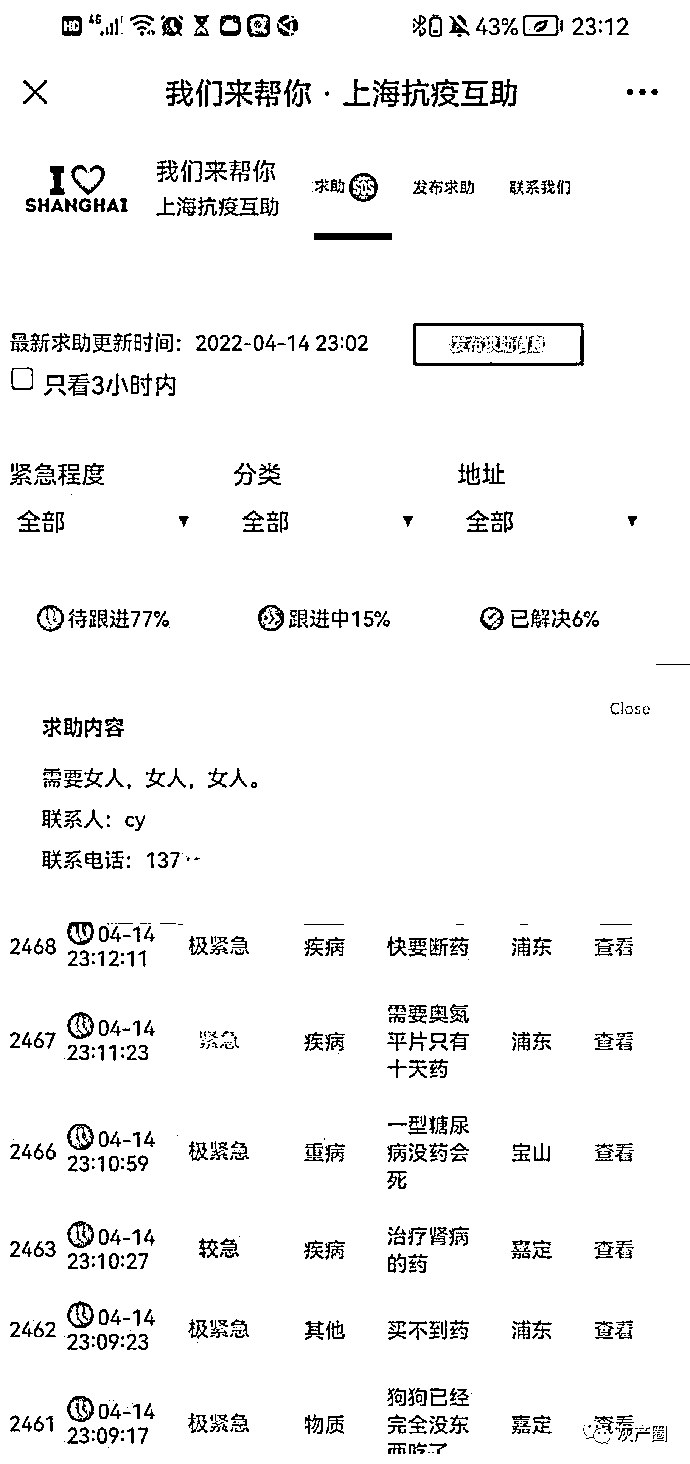 HD 4G 43% 23:12
我们来帮你·上海抗疫互助
I
SHANGHAI
我们来帮你
上海抗疫互助
求助 SOS
发布求助
联系我们
最新求助更新时间：2022-04-14 23:02
发布求助信息
只看3小时内
紧急程度 分类 地址
全部 全部 全部
待跟进77% 跟进中15% 已解决6%
Close
求助内容
需要女人，女人，女人。
联系人：cy
联系电话：137
2468 04-14 23:12:11 极紧急 疾病 快要断药 浦东 查看
2467 04-14 23:11:23 紧急 疾病 需要奥氮
平片只有
十天药 浦东 查看
2466 04-14 23:10:59 极紧急 重病 一型糖尿
病没药会
死 宝山 查看
2463 04-14 23:10:27 较急 疾病 治疗肾病
的药 嘉定 查看
2462 04-14 23:09:23 极紧急 其他 买不到药 浦东 查看
2461 04-14 23:09:17 极紧急 物质 狗狗已经
完全没东
西吃了 嘉定 查看
灰产圈